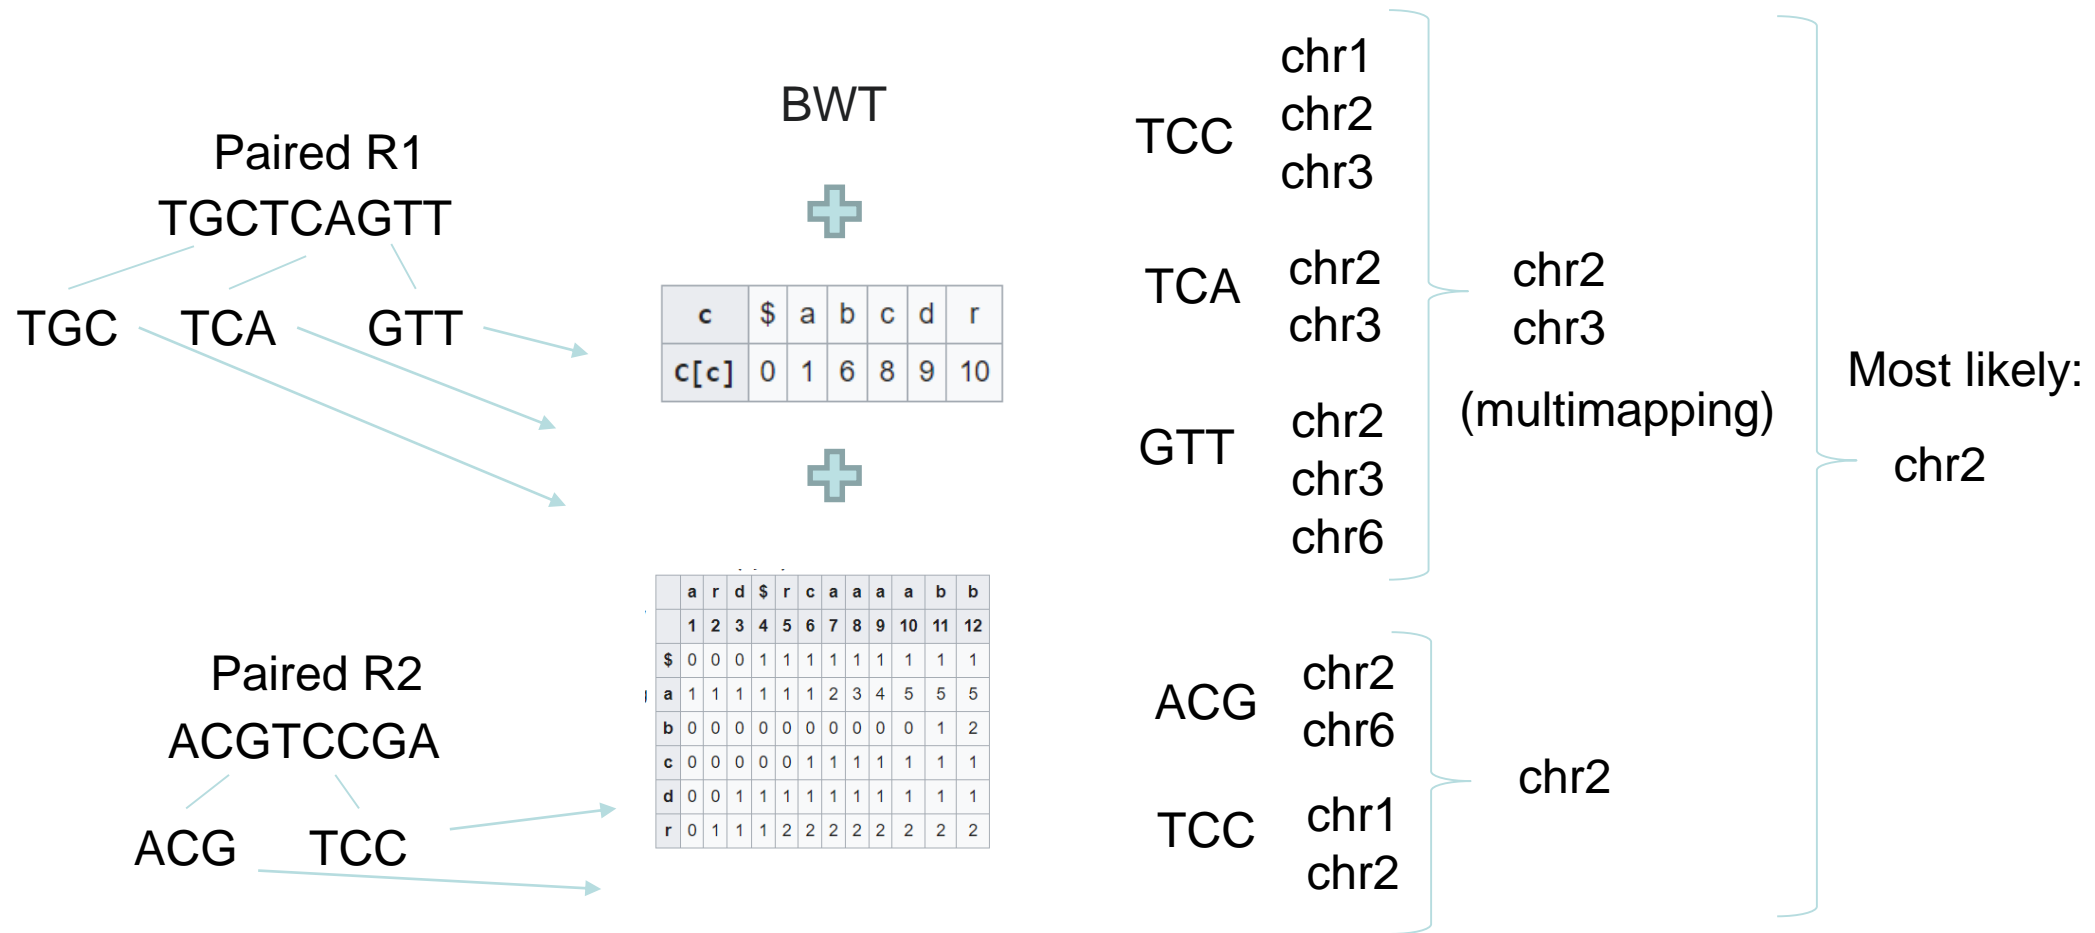 Paired R1
TGCTCAGTT
TGC TCA GTT
Paired R2
ACGTCCGA
ACG TCC
BWT
c $ a b c d r
C[c] 0 1 6 8 9 10
a r d $ r c a a a a b b
1 2 3 4 5 6 7 8 9 10 11 12
$ 0 0 0 1 1 1 1 1 1 1 1 1
a 1 1 1 1 1 1 2 3 4 5 5 5
b 0 0 0 0 0 0 0 0 0 0 1 2
c 0 0 0 0 0 1 1 1 1 1 1 1
d 0 0 1 1 1 1 1 1 1 1 1 1
r 0 1 1 1 2 2 2 2 2 2 2 2
TCC
chr1
chr2
chr3
TCA
chr2
chr3
GTT
chr2
chr3
chr6
chr2
chr3
(multimapping)
ACG
chr2
chr6
TCC
chr1
chr2
chr2
Most likely:
chr2